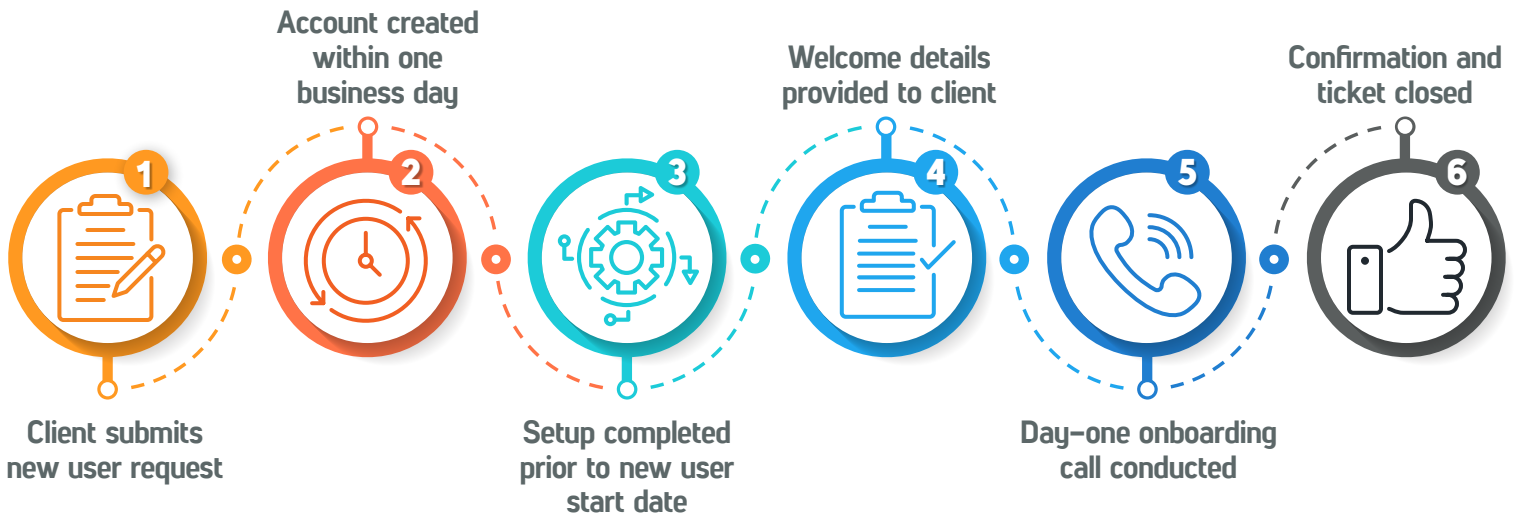 1
Client submits
new user request
2
Account created
within one
business day
3
Setup completed
prior to new user
start date
4
Welcome details
provided to client
5
Day-one onboarding
call conducted
6
Confirmation and
ticket closed